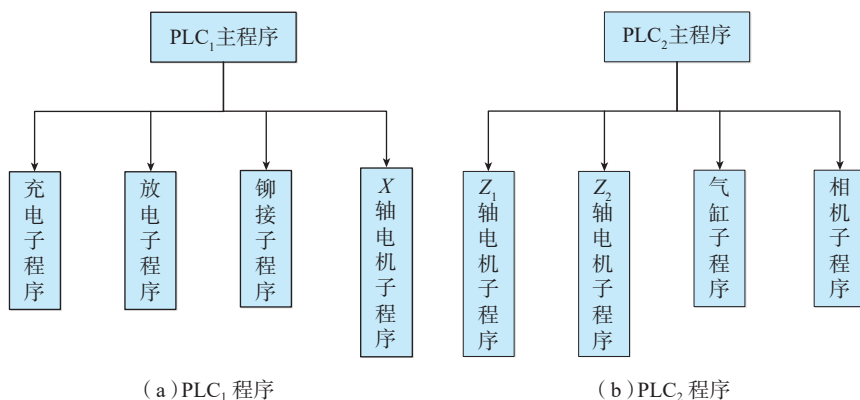 PLC₁主程序
充电子程序
放电子程序
铆接子程序
X轴电机子程序
(a)PLC₁ 程序
PLC₂主程序
Z₁轴电机子程序
Z₂轴电机子程序
气缸子程序
相机子程序
(b)PLC₂ 程序